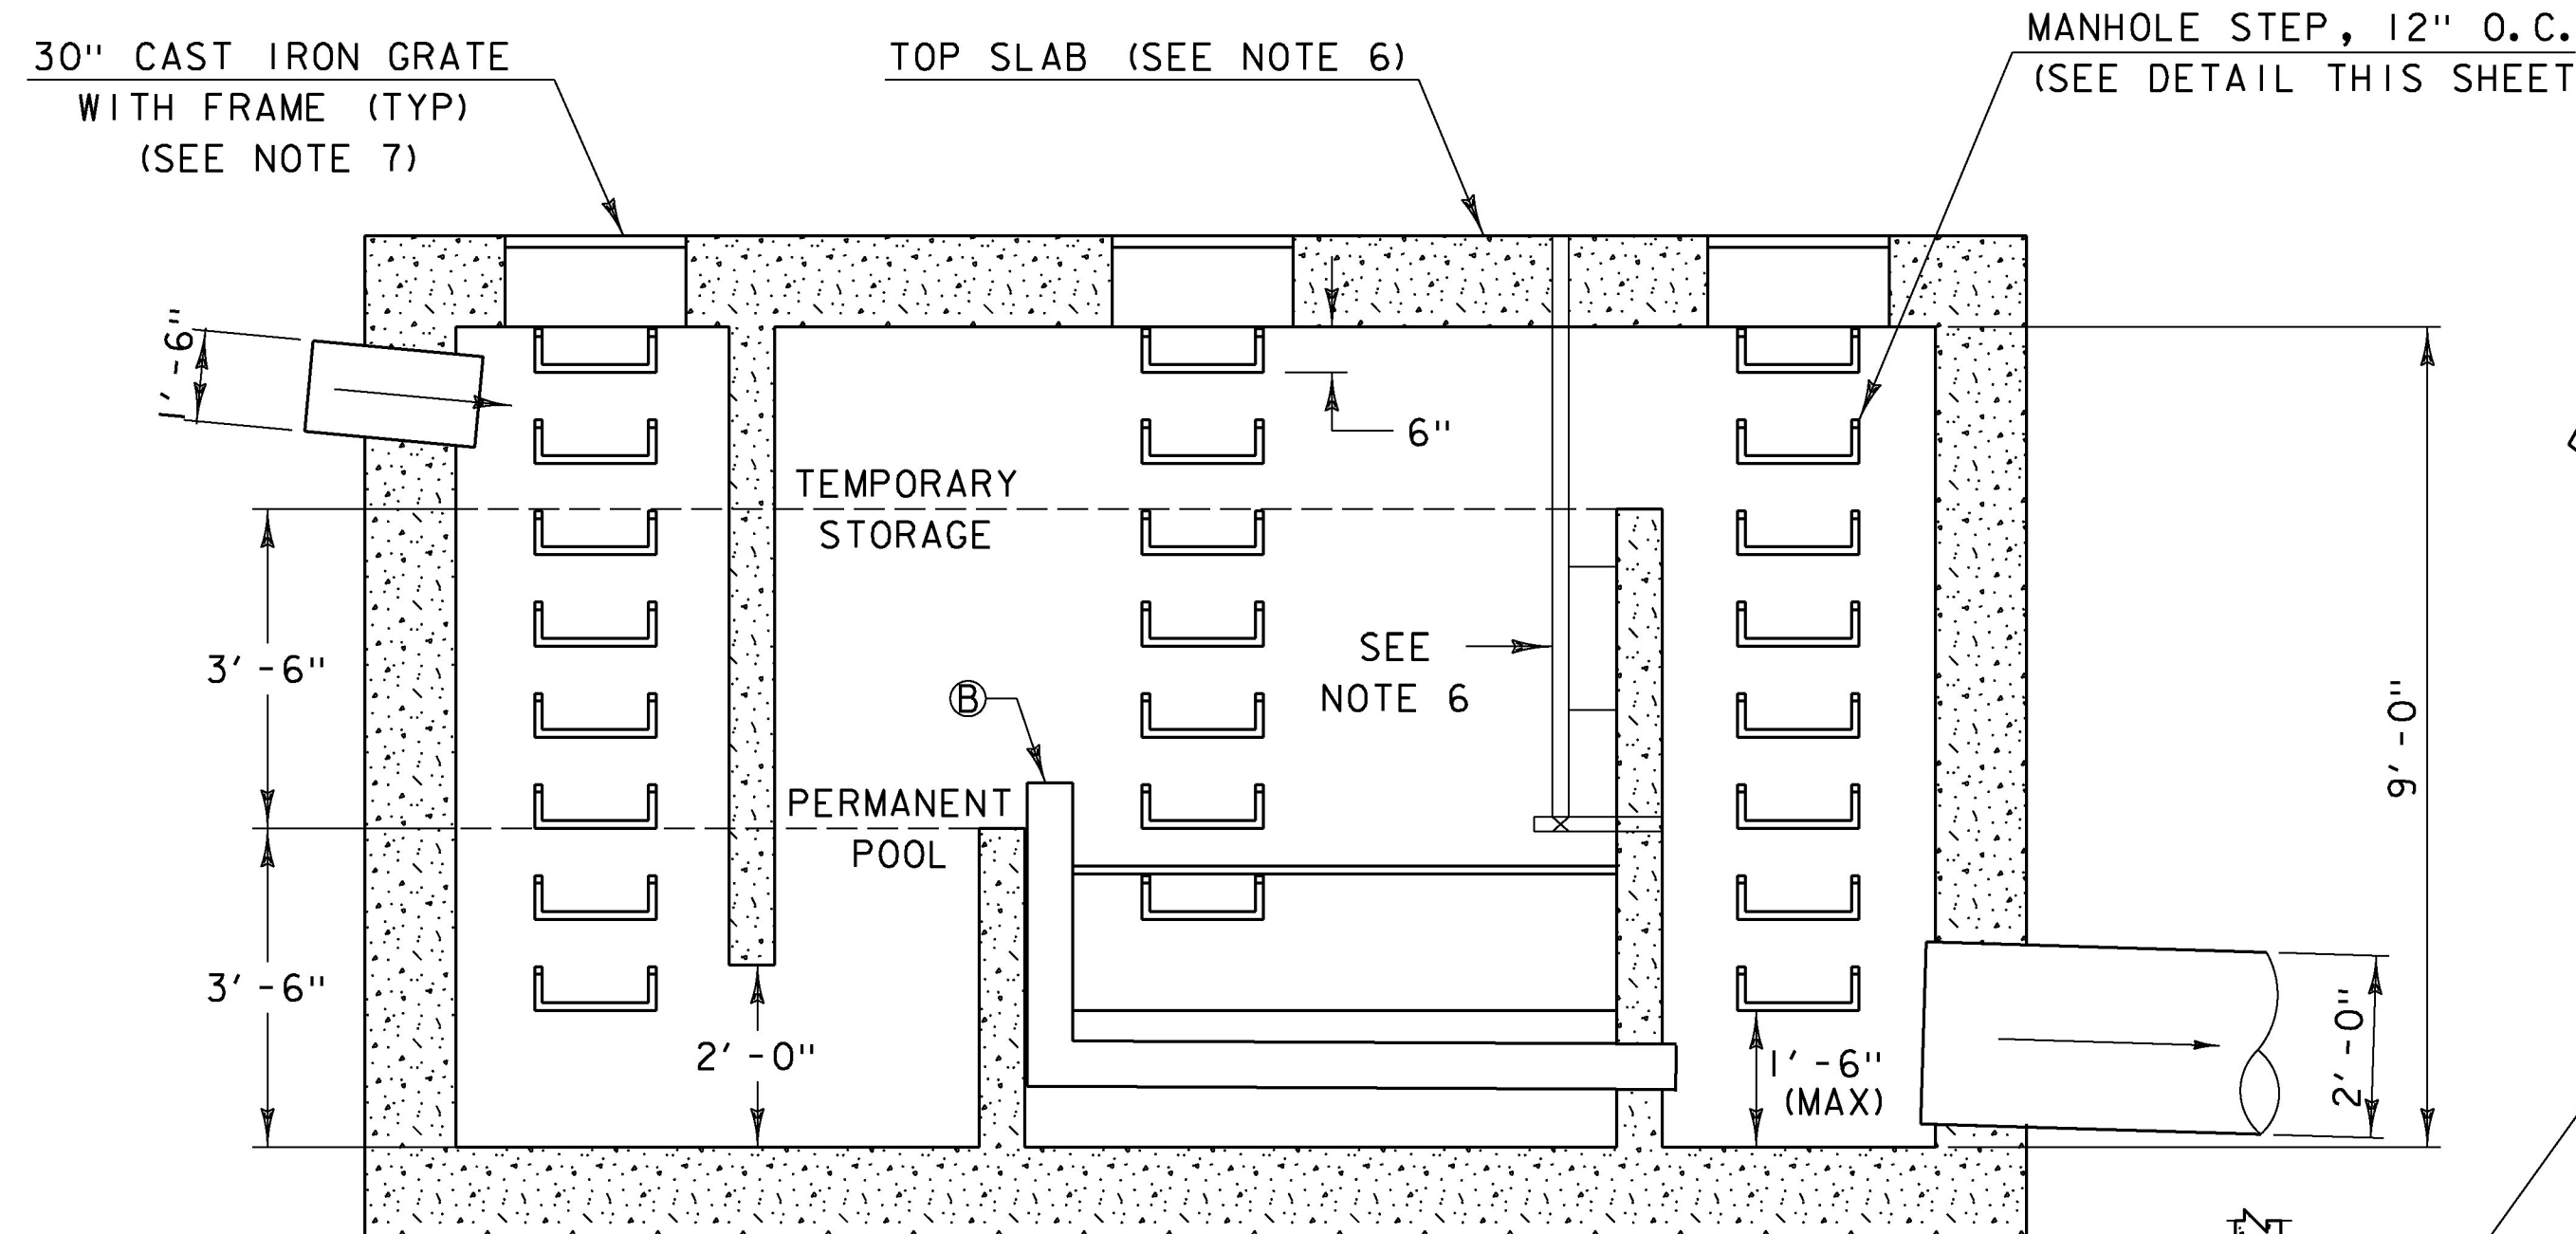 30" CAST IRON GRATE
WITH FRAME (TYP)
(SEE NOTE 7)
TOP SLAB (SEE NOTE 6)
MANHOLE STEP, 12" O.C.
(SEE DETAIL THIS SHEET
1'-6"
6"
TEMPORARY
STORAGE
3'-6"
SEE
NOTE 6
B
9'-0"
PERMANENT
POOL
3'-6"
2'-0"
1'-6"
(MAX)
2'-0"